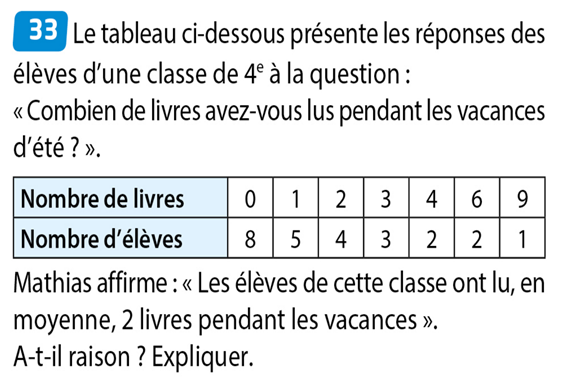 33 Le tableau ci-dessous présente les réponses des
élèves d'une classe de 4e à la question :
« Combien de livres avez-vous lus pendant les vacances
d'été ? ».
Nombre de livres 0 1 2 3 4 6 9
Nombre d'élèves 8 5 4 3 2 2 1
Mathias affirme : « Les élèves de cette classe ont lu, en
moyenne, 2 livres pendant les vacances ».
A-t-il raison ? Expliquer.